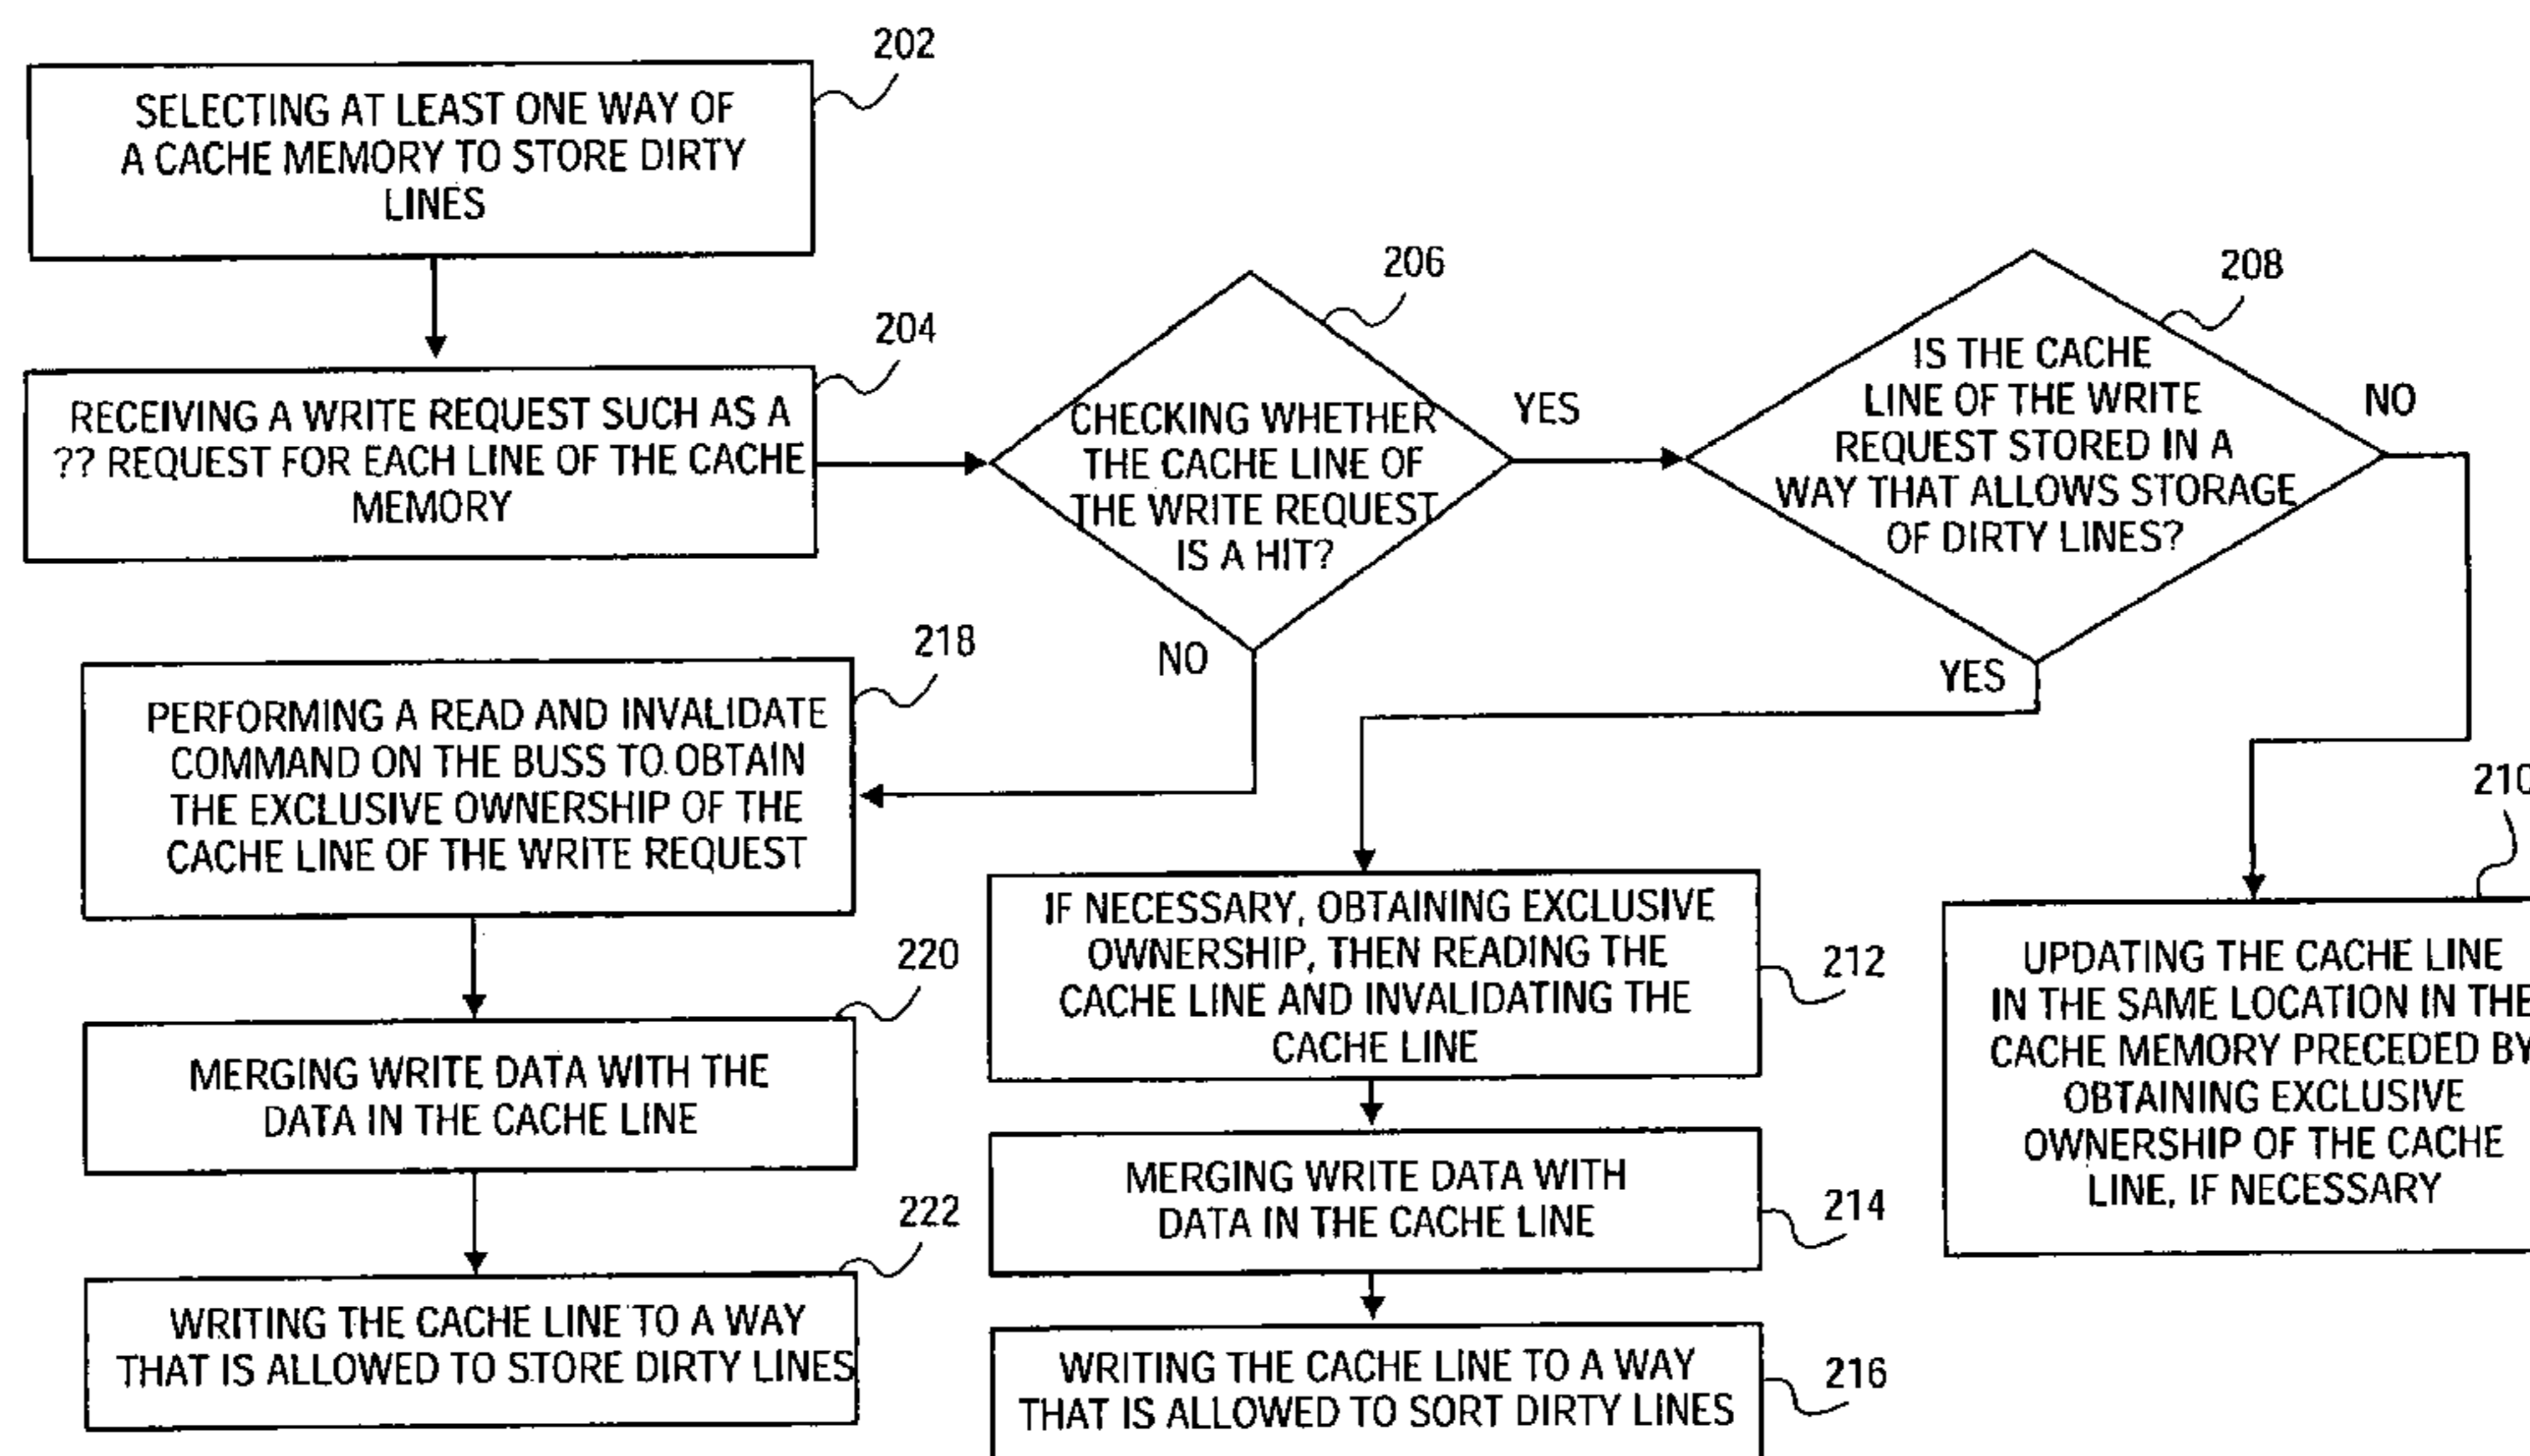 202
SELECTING AT LEAST ONE WAY OF
A CACHE MEMORY TO STORE DIRTY
LINES
204
RECEIVING A WRITE REQUEST SUCH AS A
?? REQUEST FOR EACH LINE OF THE CACHE
MEMORY
206
CHECKING WHETHER
THE CACHE LINE OF
THE WRITE REQUEST
IS A HIT?
YES
NO
208
IS THE CACHE
LINE OF THE WRITE
REQUEST STORED IN A
WAY THAT ALLOWS STORAGE
OF DIRTY LINES?
NO
YES
218
PERFORMING A READ AND INVALIDATE
COMMAND ON THE BUSS TO OBTAIN
THE EXCLUSIVE OWNERSHIP OF THE
CACHE LINE OF THE WRITE REQUEST
220
MERGING WRITE DATA WITH THE
DATA IN THE CACHE LINE
222
WRITING THE CACHE LINE TO A WAY
THAT IS ALLOWED TO STORE DIRTY LINES
212
IF NECESSARY, OBTAINING EXCLUSIVE
OWNERSHIP, THEN READING THE
CACHE LINE AND INVALIDATING THE
CACHE LINE
214
MERGING WRITE DATA WITH
DATA IN THE CACHE LINE
216
WRITING THE CACHE LINE TO A WAY
THAT IS ALLOWED TO SORT DIRTY LINES
210
UPDATING THE CACHE LINE
IN THE SAME LOCATION IN THE
CACHE MEMORY PRECEDED BY
OBTAINING EXCLUSIVE
OWNERSHIP OF THE CACHE
LINE, IF NECESSARY